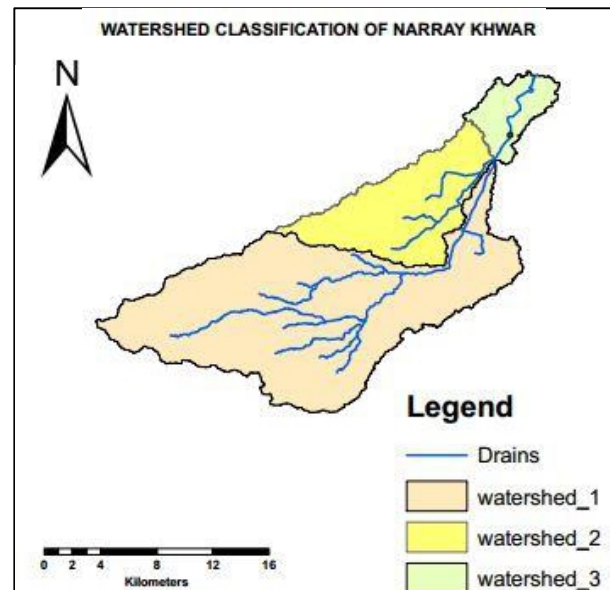 WATERSHED CLASSIFICATION OF NARRAY KHWAR
N
Legend
Drains
watershed_1
watershed_2
watershed_3
0 2 4 8 12 16
Kilometers